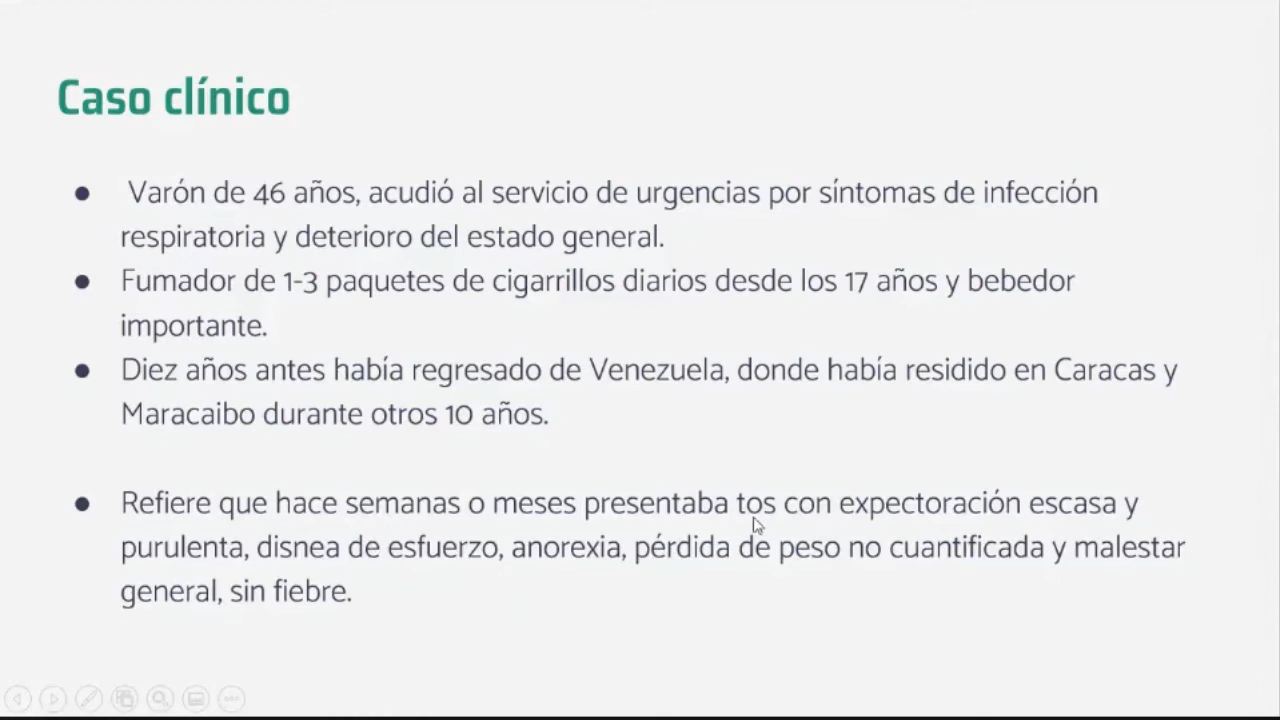 Caso clínico
● Varón de 46 años, acudió al servicio de urgencias por síntomas de infección
respiratoria y deterioro del estado general.
● Fumador de 1-3 paquetes de cigarrillos diarios desde los 17 años y bebedor
importante.
● Diez años antes había regresado de Venezuela, donde había residido en Caracas y
Maracaibo durante otros 10 años.
● Refiere que hace semanas o meses presentaba tos con expectoración escasa y
purulenta, disnea de esfuerzo, anorexia, pérdida de peso no cuantificada y malestar
general, sin fiebre.